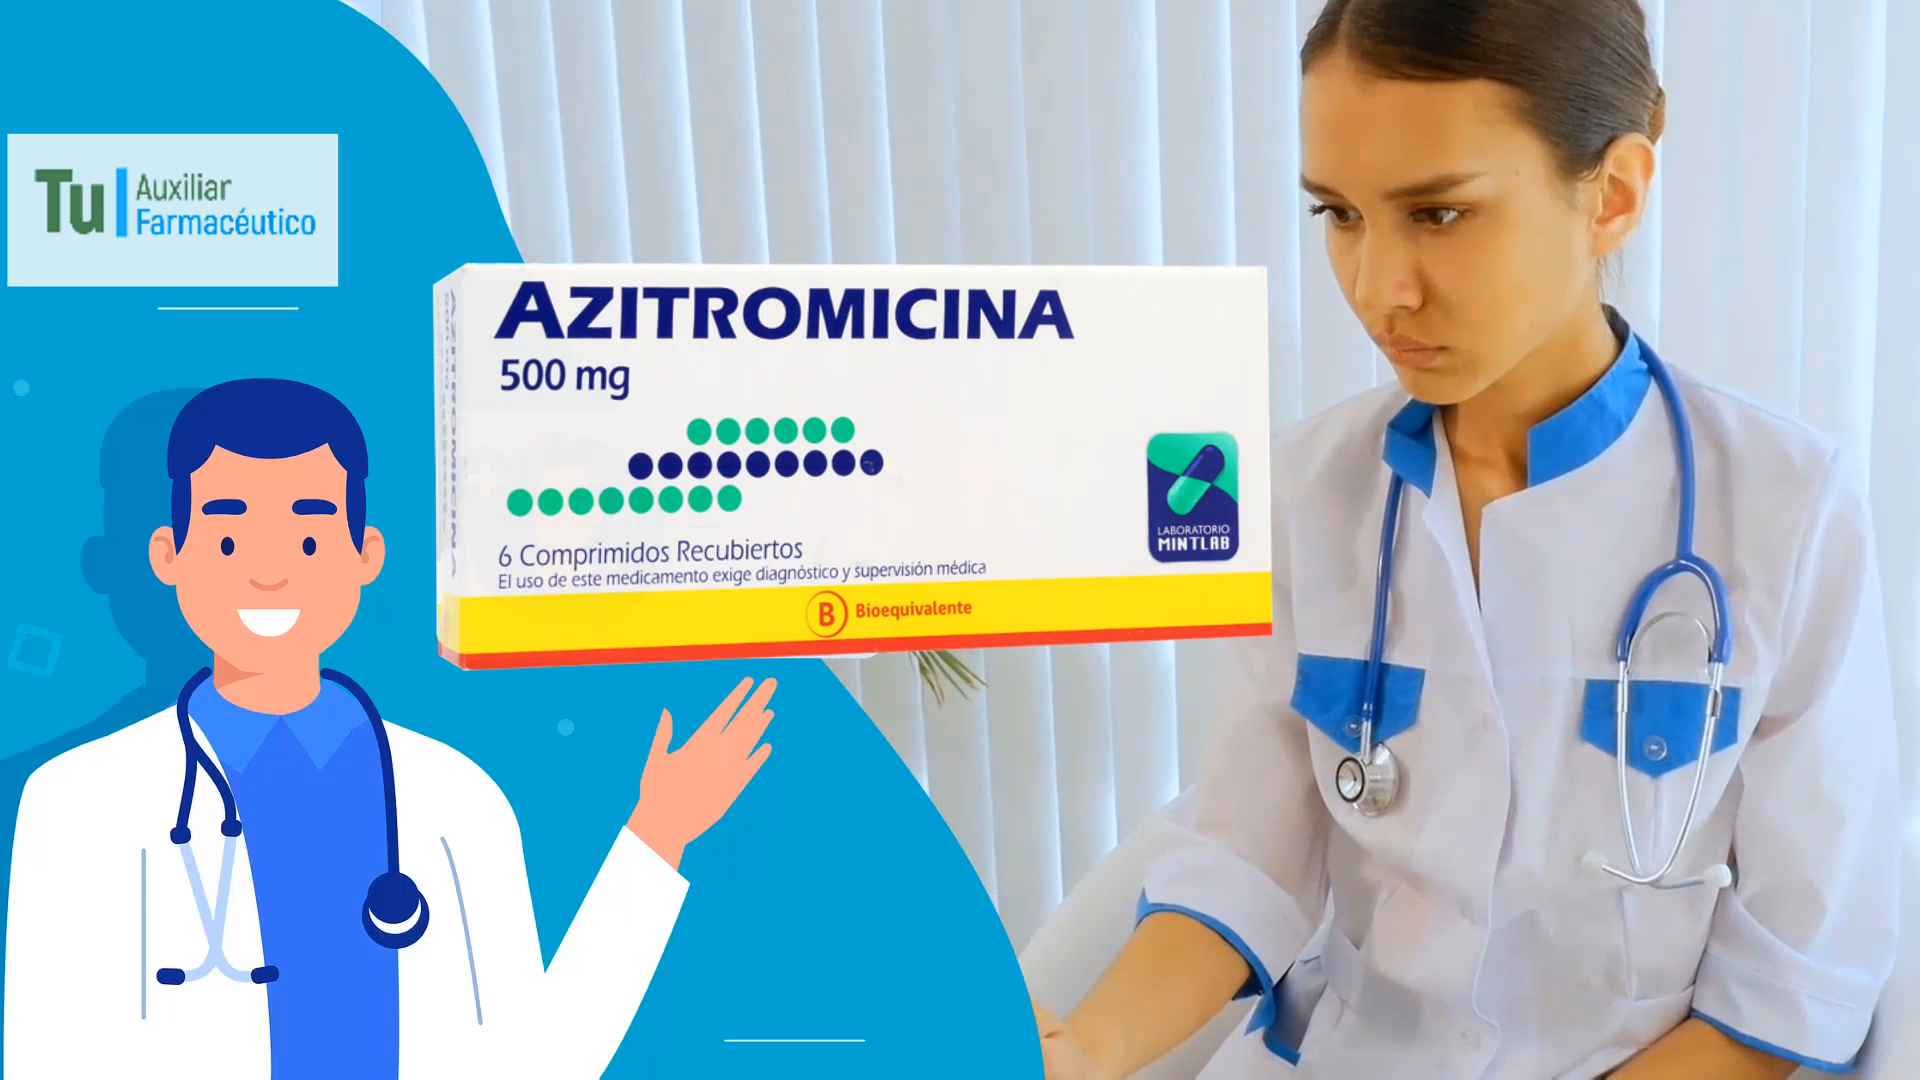 Tu Auxiliar
Farmacéutico
AZITROMICINA
500 mg
6 Comprimidos Recubiertos
El uso de este medicamento exige diagnóstico y supervisión médica
B Bioequivalente
LABORATORIO
MINTLAB
AZITROMICINA